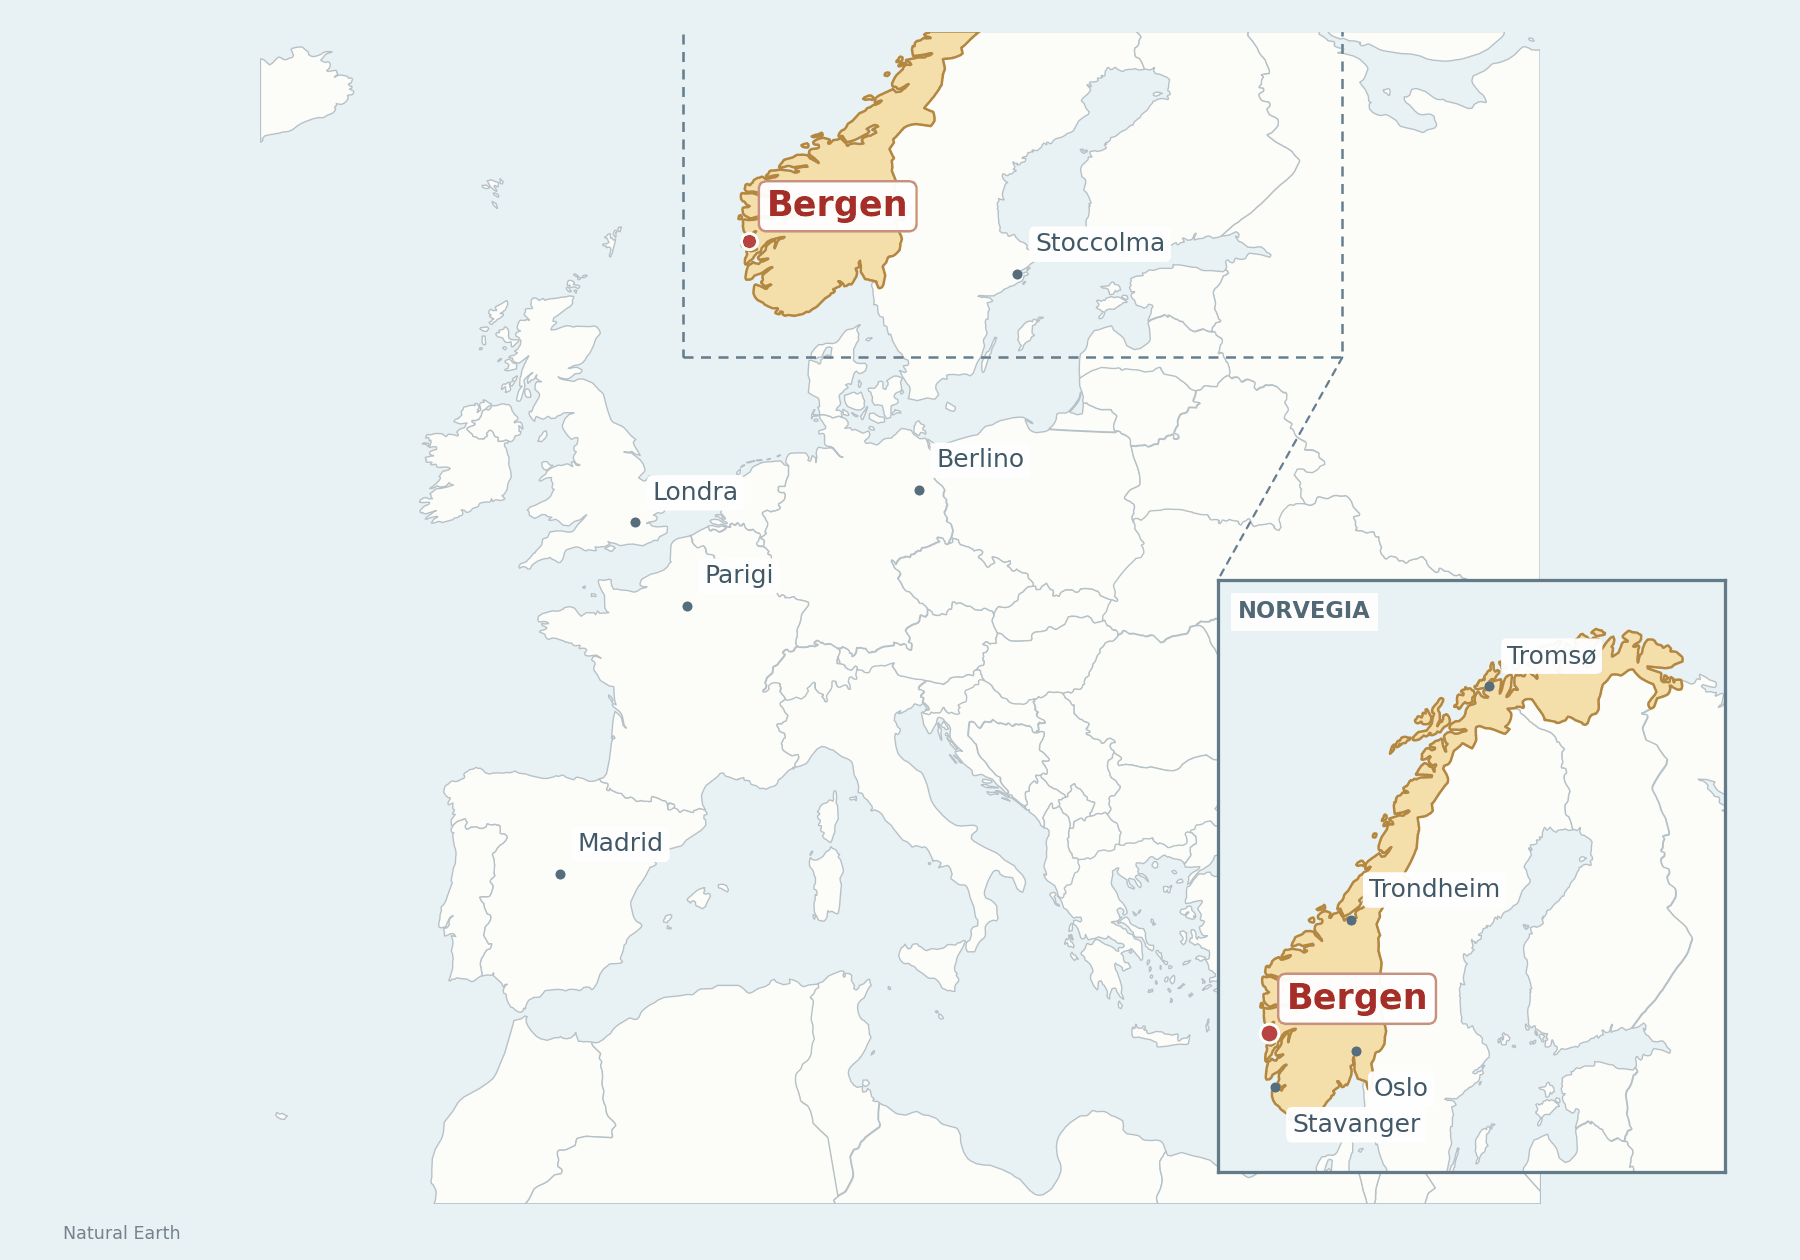 Bergen
Stoccolma
Berlino
Londra
Parigi
Madrid
NORVEGIA
Tromsø
Trondheim
Bergen
Oslo
Stavanger
Natural Earth